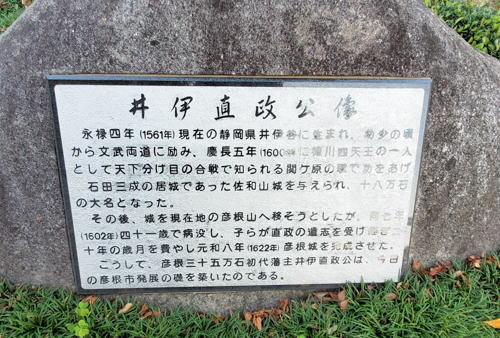 井伊直政公像
永禄四年(1561年)現在の静岡県井伊谷に生まれ、幼少の頃
から文武両道に励み、慶長五年(1600年)に徳川四天王の一人
として天下分け目の合戦で知られる関ケ原の戦で功をあげ
石田三成の居城であった佐和山城を与えられ、十八万石
の大名となった。
その後、城を現在地の彦根山へ移そうとしたが、同七年
(1602年)四十一歳で病没し、子らが直政の遺志を受け
十年の歳月を費やし元和八年(1622年)彦根城を完成させた。
こうして、彦根三十五万石初代藩主井伊直政公は、今日
の彦根市発展の礎を築いたのである。